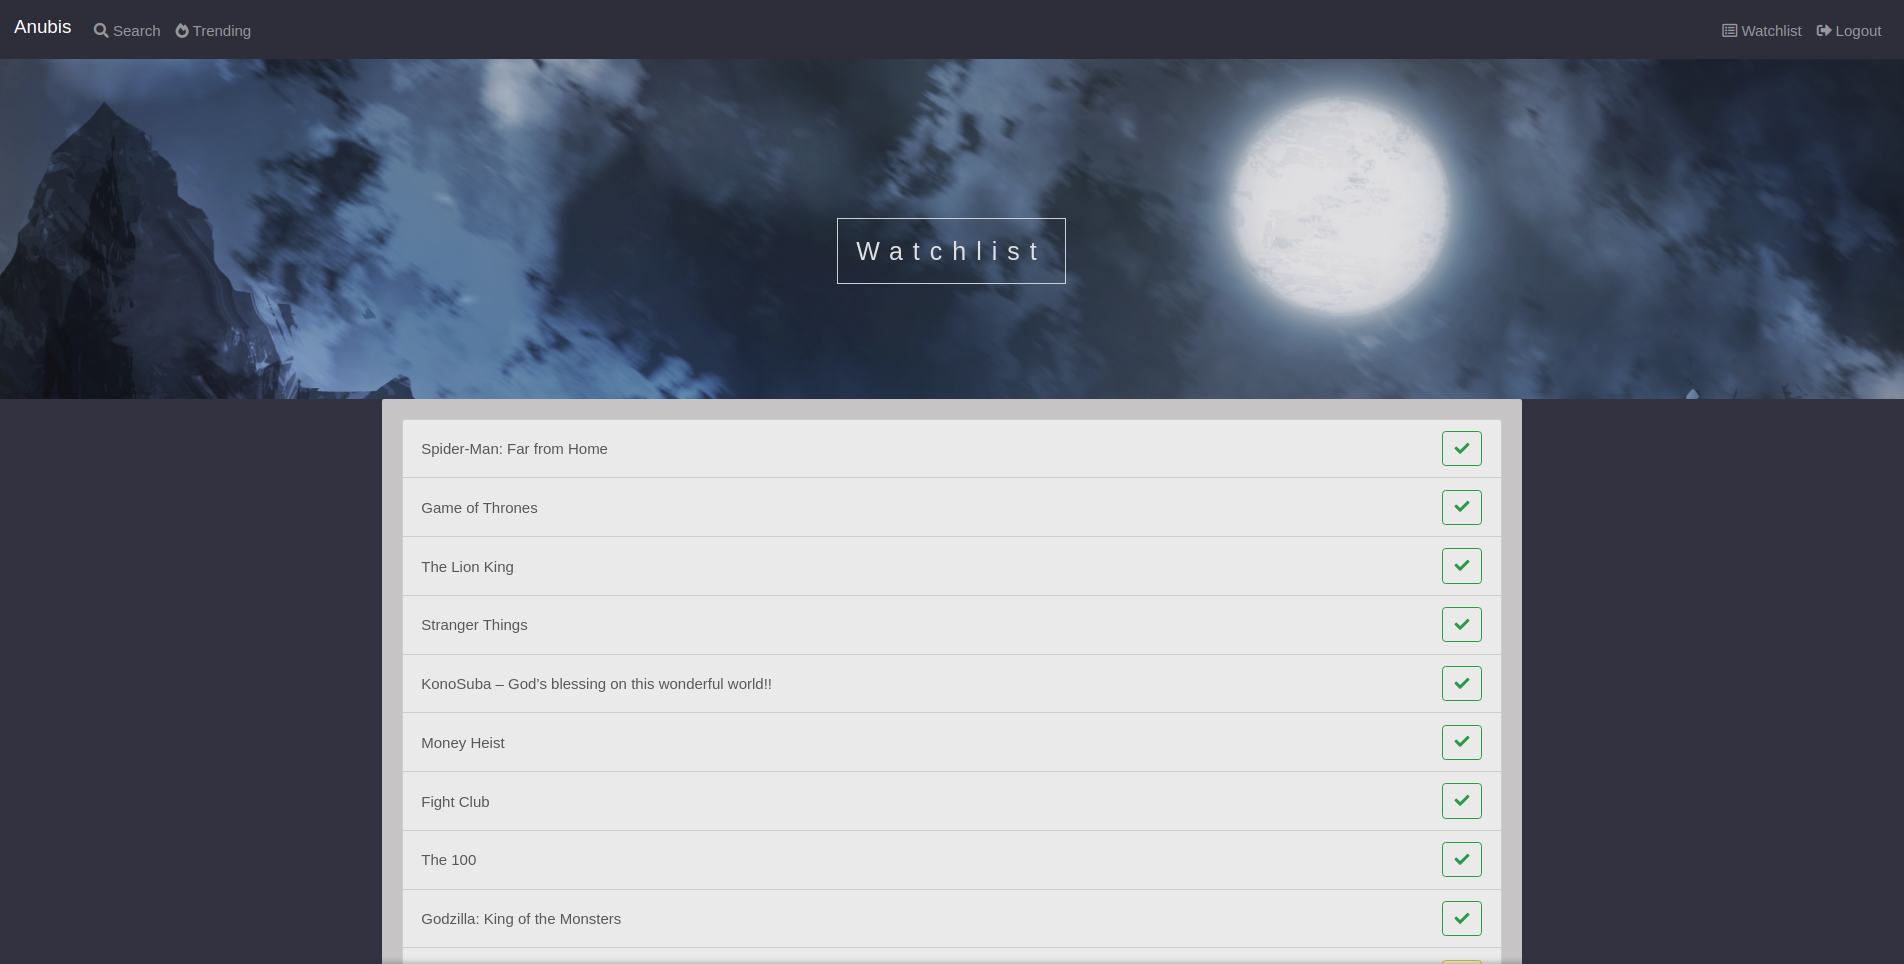 Anubis
Search
Trending
Watchlist
Logout
Watchlist
Spider-Man: Far from Home
Game of Thrones
The Lion King
Stranger Things
KonoSuba – God’s blessing on this wonderful world!!
Money Heist
Fight Club
The 100
Godzilla: King of the Monsters